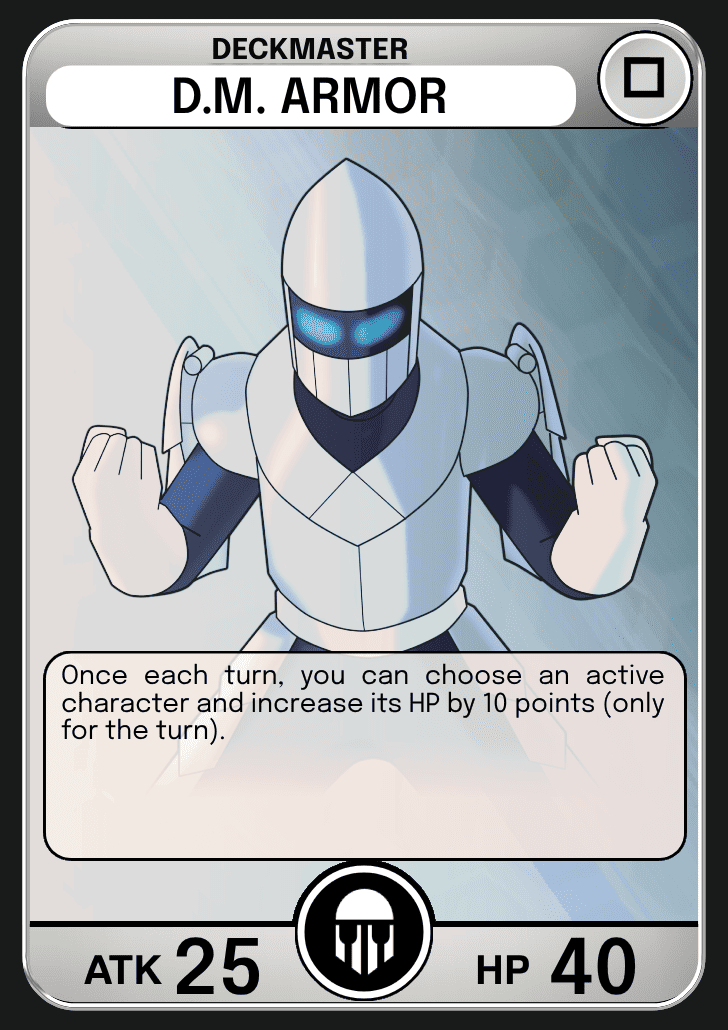 DECKMASTER
D.M. ARMOR
Once each turn, you can choose an active
character and increase its HP by 10 points (only
for the turn).
ATK 25
HP 40